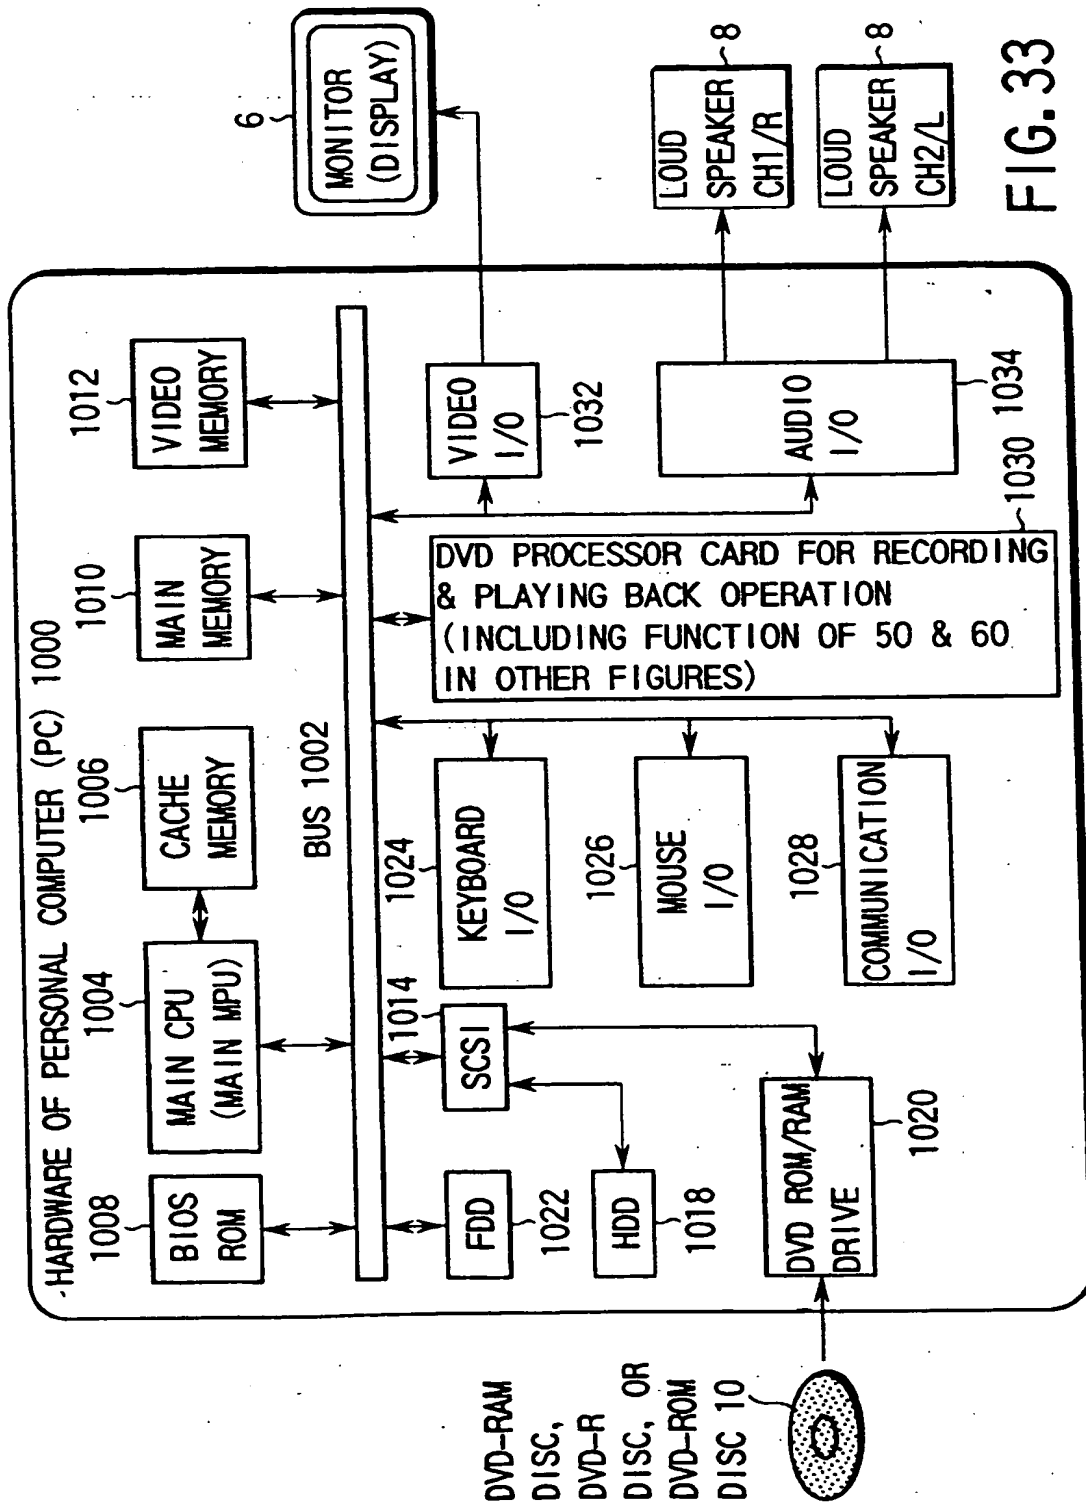 HARDWARE OF PERSONAL COMPUTER (PC) 1000
1008
BIOS
ROM
1004
MAIN CPU
(MAIN MPU)
1006
CACHE
MEMORY
1010
MAIN
MEMORY
1012
VIDEO
MEMORY
6
MONITOR
(DISPLAY)
BUS 1002
FDD
1022
HDD
1018
1014
SCSI
DVD ROM/RAM
DRIVE
1020
1024
KEYBOARD
I/O
1026
MOUSE
I/O
1028
COMMUNICATION
I/O
DVD PROCESSOR CARD FOR RECORDING
& PLAYING BACK OPERATION
(INCLUDING FUNCTION OF 50 & 60
IN OTHER FIGURES)
1030
VIDEO
I/O
1032
AUDIO
I/O
1034
LOUD
SPEAKER
CH1/R
8
LOUD
SPEAKER
CH2/L
8
DVD-RAM
DISC,
DVD-R
DISC, OR
DVD-ROM
DISC 10
FIG.33